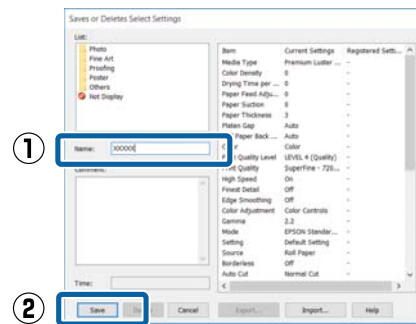 Saves or Deletes Select Settings
List:
Photo
Fine Art
Proofing
Poster
Others
Not Display
① Name: XXXXX
Comment:
Time:
② Save Cancel Export... Import... Help
Item Current Settings Registered Setti...
Media Type Premium Luster ... -
Color Density 0 -
Drying Time per ... 0 -
Paper Feed Adju... 0 -
Paper Suction 0 -
Paper Thickness 3 -
Platen Gap Auto -
Paper Back ... Auto -
Color -
Quality Level LEVEL 4 (Quality) -
Quality SuperFine - 720... -
High Speed On -
Finest Detail Off -
Edge Smoothing Off -
Color Adjustment Color Controls -
Gamma 2.2 -
Mode EPSON Standar... -
Setting Default Setting -
Source Roll Paper -
Borderless Off -
Auto Cut Normal Cut -